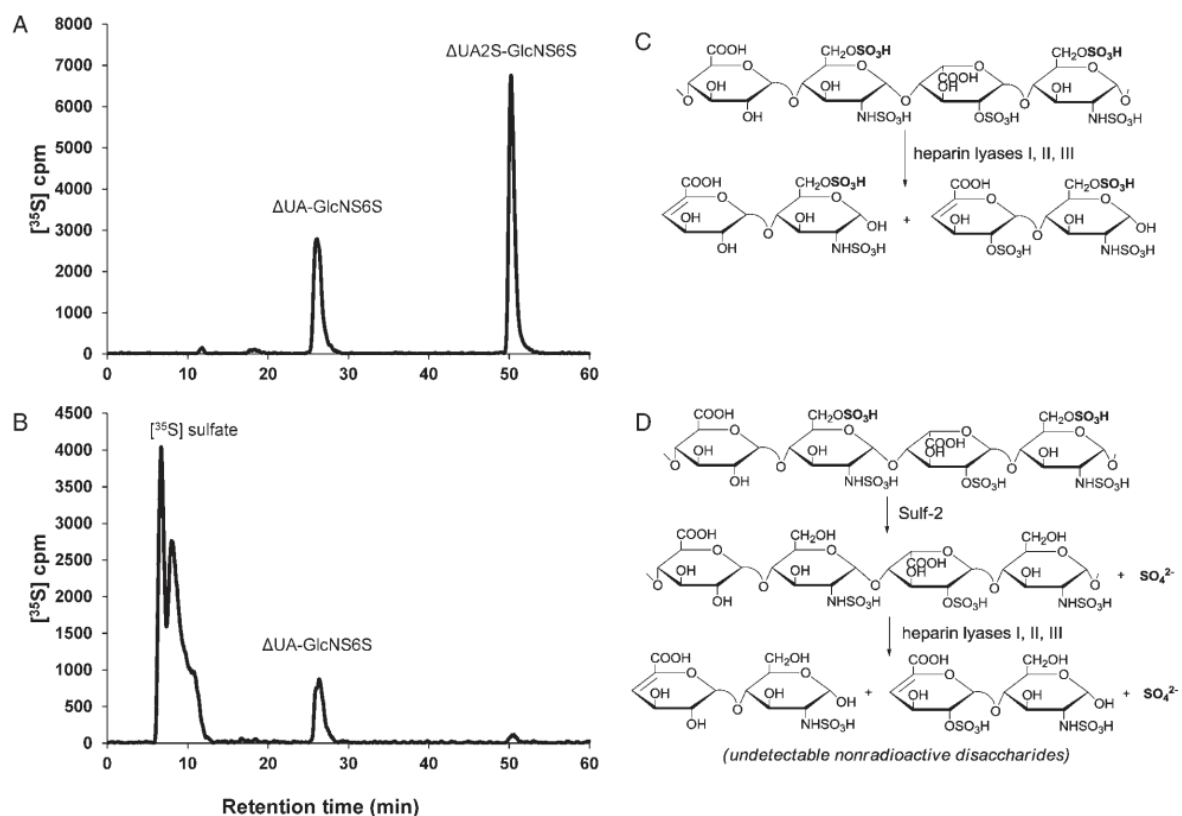 A
8000
7000
6000
5000
4000
3000
2000
1000
0
[³⁵S] cpm
ΔUA-GlcNS6S
ΔUA2S-GlcNS6S
0 10 20 30 40 50 60
B
4500
4000
3500
3000
2500
2000
1500
1000
500
0
[³⁵S] cpm
[³⁵S] sulfate
ΔUA-GlcNS6S
0 10 20 30 40 50 60
Retention time (min)
C
COOH CH₂OSO₃H CH₂OSO₃H
O O O O
OH OH COOH OH OH
O O O O
OH NHSO₃H OSO₃H NHSO₃H
heparin lyases I, II, III
COOH CH₂OSO₃H COOH CH₂OSO₃H
O O + O O
OH OH OH OH OH OH
O O
OH NHSO₃H OSO₃H NHSO₃H
D
COOH CH₂OSO₃H CH₂OSO₃H
O O O O
OH OH COOH OH OH
O O O O
OH NHSO₃H OSO₃H NHSO₃H
Sulf-2
COOH CH₂OH CH₂OH
O O O O
OH OH COOH OH OH + SO₄²⁻
O O O O
OH NHSO₃H OSO₃H NHSO₃H
heparin lyases I, II, III
COOH CH₂OH COOH CH₂OH
O O + O O + SO₄²⁻
OH OH OH OH OH OH
O O
OH NHSO₃H OSO₃H NHSO₃H
(undetectable nonradioactive disaccharides)